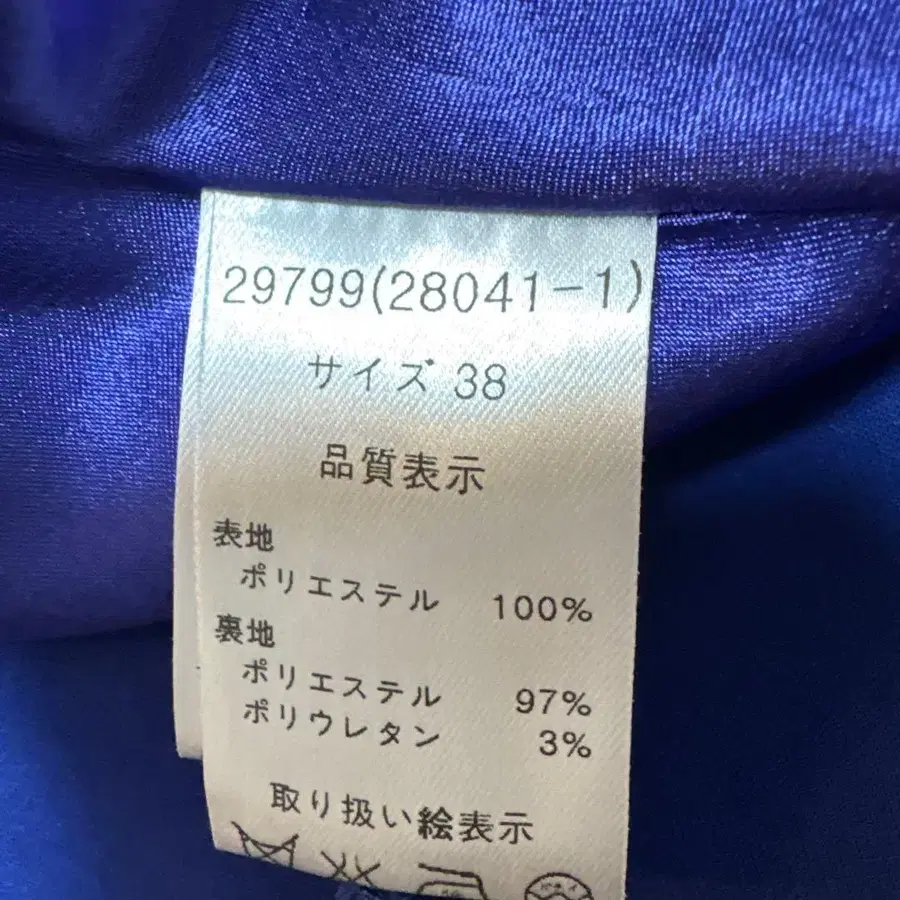 29799(28041-1)
サイズ 38
品質表示
表地
ポリエステル 100%
裏地
ポリエステル 97%
ポリウレタン 3%
取り扱い絵表示